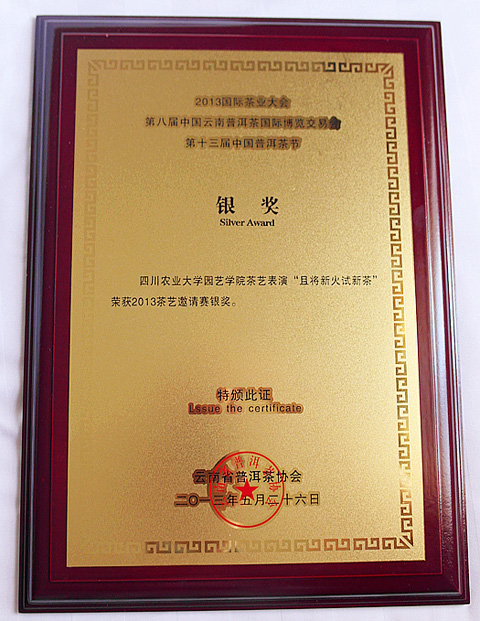 2013国际茶业大会
第八届中国云南普洱茶国际博览交易会
第十三届中国普洱茶节
银 奖
Silver Award
四川农业大学园艺学院茶艺表演“且将新火试新茶”
荣获2013茶艺邀请赛银奖。
特颁此证
Issue the certificate
云南省普洱茶协会
二〇一三年五月二十六日